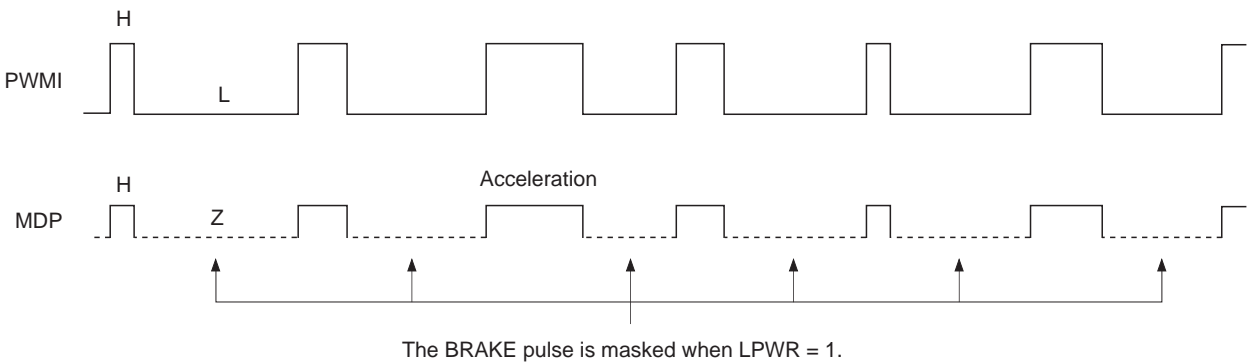 H
PWMI
L
Acceleration
H
MDP
Z
The BRAKE pulse is masked when LPWR = 1.